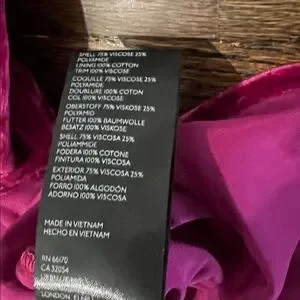 SHELL 75% VISCOSE 25%
POLYAMIDE
LINING 100% COTTON
TRIM 100% VISCOSE
COQUILLE 75% VISCOSE 25%
POLYAMIDE
DOUBLURE 100% COTON
COL 100% VISCOSE
OBERSTOFF 75% VISKOSE 25%
POLYAMID
FUTTER 100% BAUMWOLLE
BESATZ 100% VISKOSE
SHELL 75% VISCOSA 25%
POLIAMMIDE
FODERA 100% COTONE
FINITURA 100% VISCOSA
EXTERIOR 75% VISCOSA 25%
POLIAMIDA
FORRO 100% ALGODÓN
ADORNO 100% VISCOSA
MADE IN VIETNAM
HECHO EN VIETNAM
RN 66170
CA 32054
LONDON,